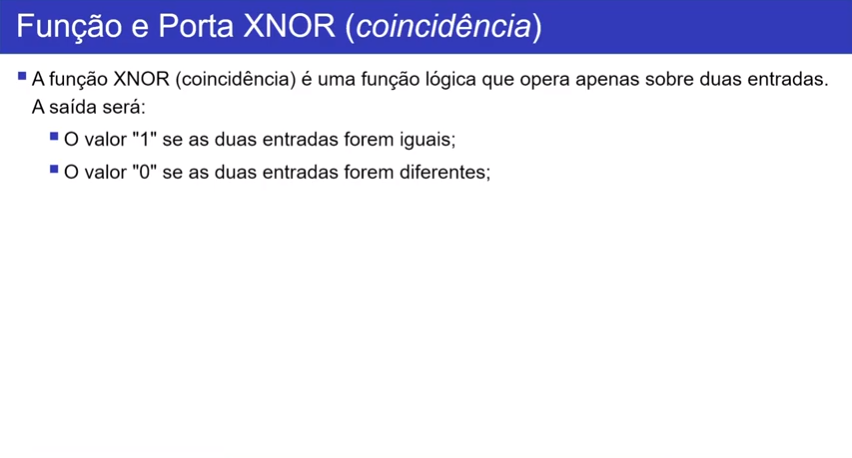 Função e Porta XNOR (coincidência)
A função XNOR (coincidência) é uma função lógica que opera apenas sobre duas entradas.
A saída será:
O valor "1" se as duas entradas forem iguais;
O valor "0" se as duas entradas forem diferentes;